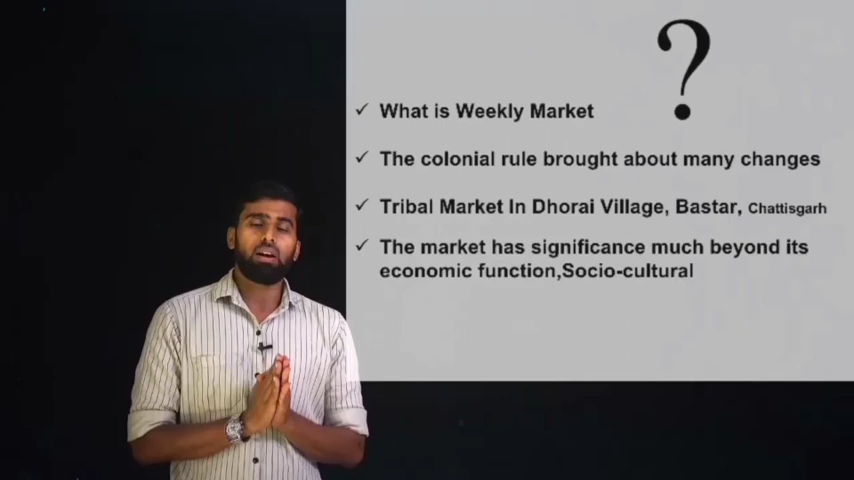 ?
✓ What is Weekly Market
✓ The colonial rule brought about many changes
✓ Tribal Market In Dhorai Village, Bastar, Chattisgarh
✓ The market has significance much beyond its
economic function,Socio-cultural